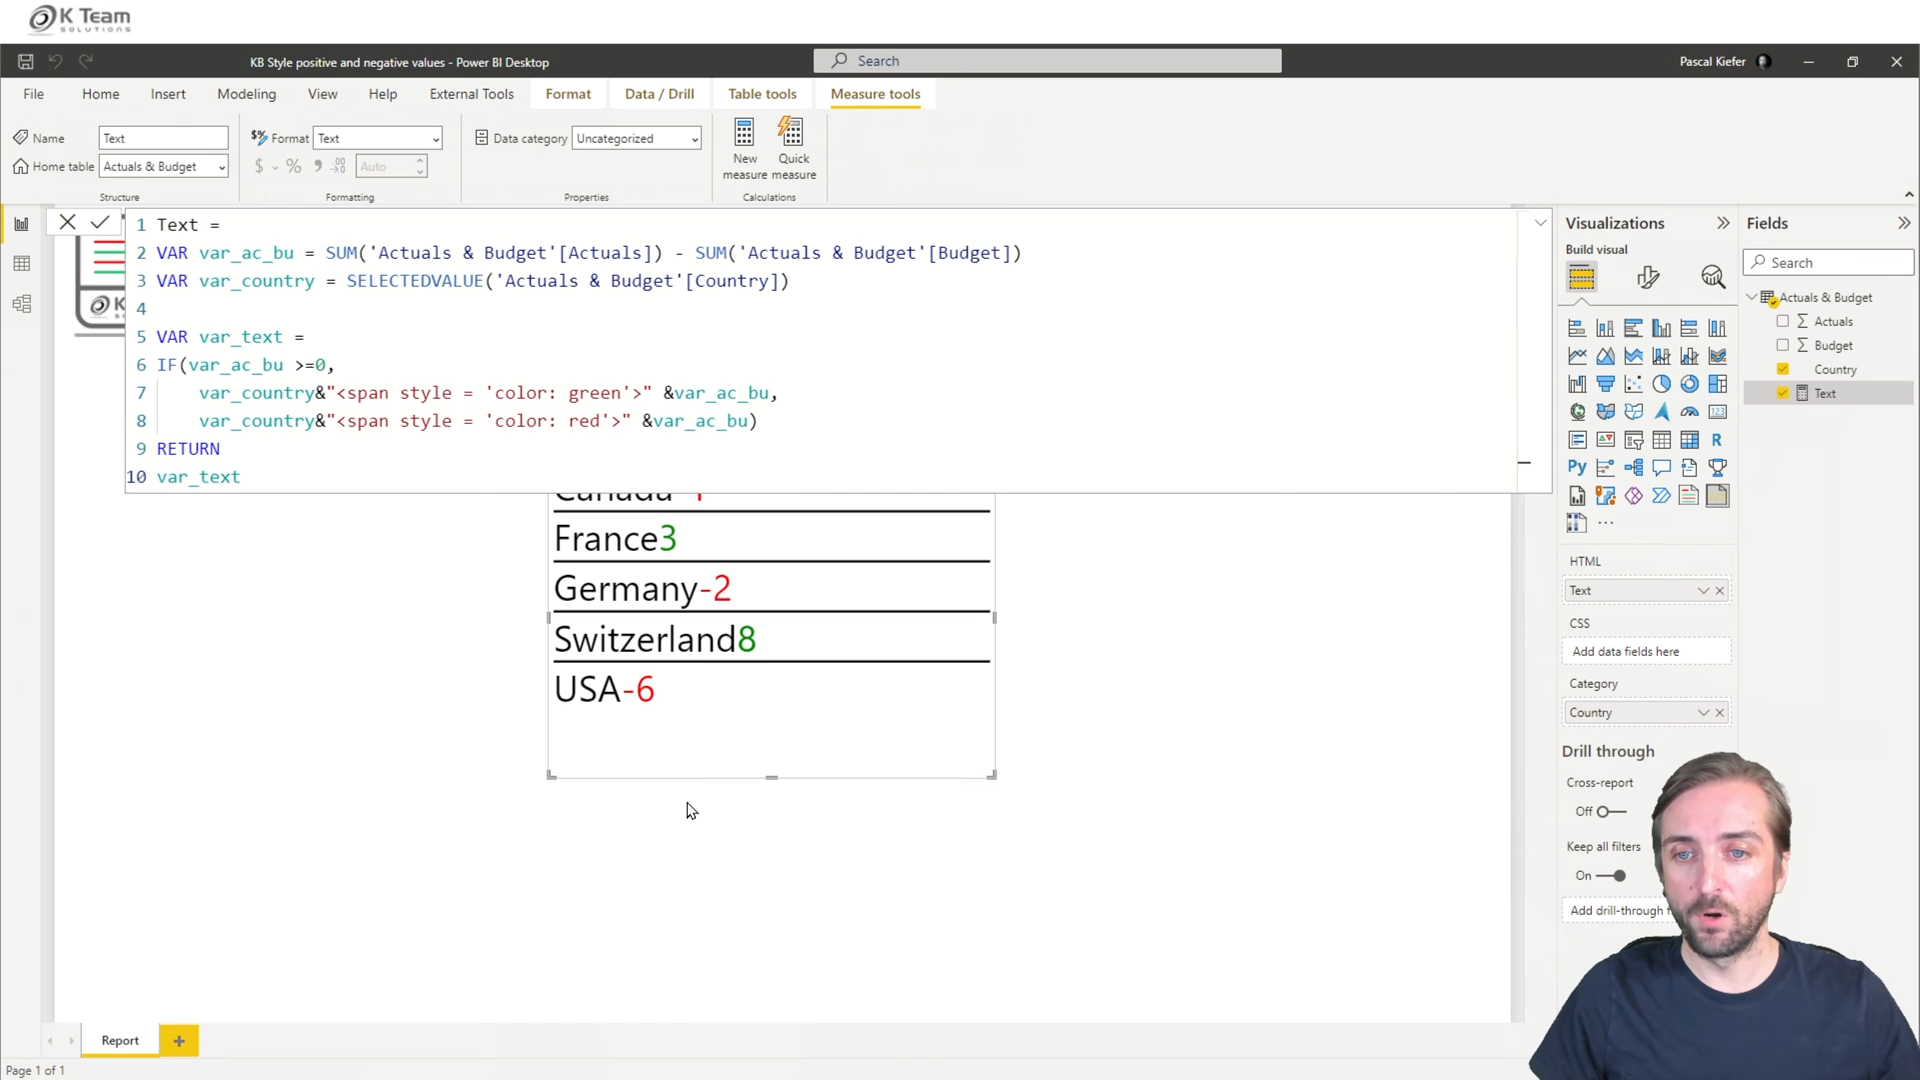 K Team
SOLUTIONS
KB Style positive and negative values - Power BI Desktop
Search
Pascal Kiefer
File
Home
Insert
Modeling
View
Help
External Tools
Format
Data / Drill
Table tools
Measure tools
Name
Text
Format
Text
Data category
Uncategorized
New measure
Quick measure
Home table
Actuals & Budget
$
%
Auto
Structure
Formatting
Properties
Calculations
1 Text =
2 VAR var_ac_bu = SUM('Actuals & Budget'[Actuals]) - SUM('Actuals & Budget'[Budget])
3 VAR var_country = SELECTEDVALUE('Actuals & Budget'[Country])
4
5 VAR var_text =
6 IF(var_ac_bu >=0,
7 var_country&"<span style = 'color: green'>" &var_ac_bu,
8 var_country&"<span style = 'color: red'>" &var_ac_bu)
9 RETURN
10 var_text
France3
Germany-2
Switzerland8
USA-6
Visualizations
Build visual
R
Py
123
HTML
Text
CSS
Add data fields here
Category
Country
Drill through
Cross-report
Off
Keep all filters
On
Add drill-through
Fields
Search
Actuals & Budget
Actuals
Budget
Country
Text
Report
Page 1 of 1